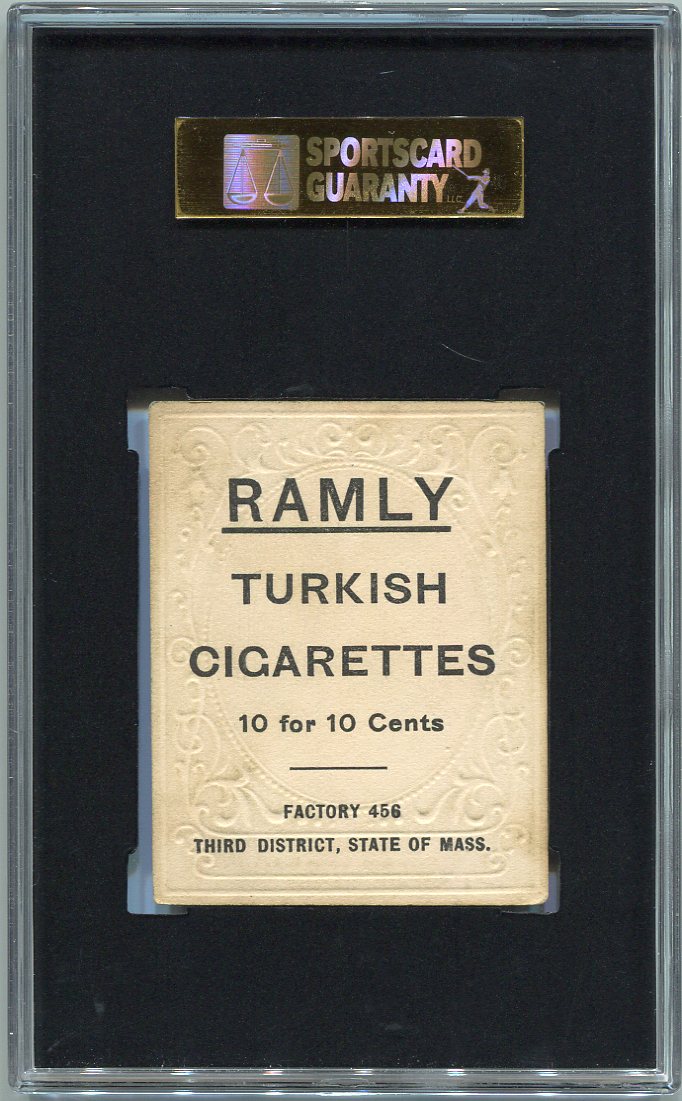 SPORTSCARD
GUARANTY LLC
RAMLY
TURKISH
CIGARETTES
10 for 10 Cents
FACTORY 456
THIRD DISTRICT, STATE OF MASS.